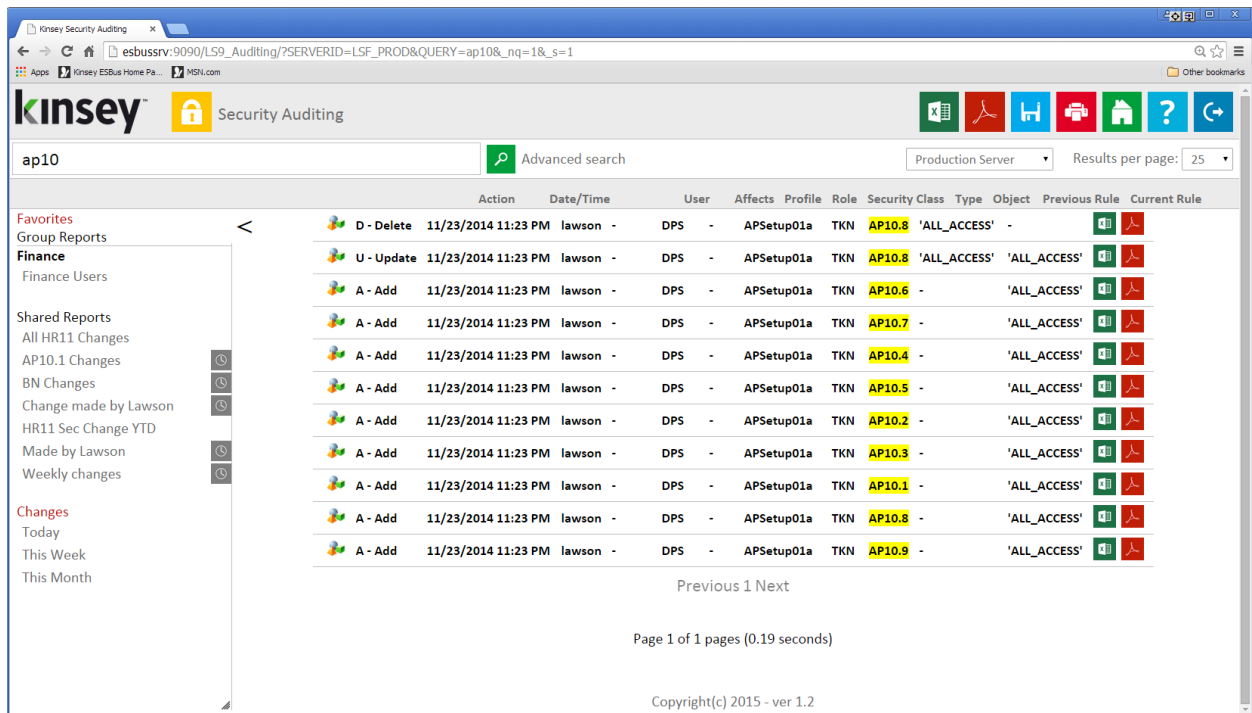 Kinsey Security Auditing
esbussrv:9090/LS9_Auditing/?SERVERID=LSF_PROD&QUERY=ap10&_nq=1&_s=1
Apps Kinsey ESBus Home Pa... MSN.com Other bookmarks
kinsey™ Security Auditing
ap10 Advanced search Production Server Results per page: 25
Action Date/Time User Affects Profile Role Security Class Type Object Previous Rule Current Rule
Favorites
Group Reports
Finance
Finance Users
Shared Reports
All HR11 Changes
AP10.1 Changes
BN Changes
Change made by Lawson
HR11 Sec Change YTD
Made by Lawson
Weekly changes
Changes
Today
This Week
This Month
<
D - Delete 11/23/2014 11:23 PM lawson - DPS - APSetup01a TKN AP10.8 'ALL_ACCESS' -
U - Update 11/23/2014 11:23 PM lawson - DPS - APSetup01a TKN AP10.8 'ALL_ACCESS' 'ALL_ACCESS'
A - Add 11/23/2014 11:23 PM lawson - DPS - APSetup01a TKN AP10.6 - 'ALL_ACCESS'
A - Add 11/23/2014 11:23 PM lawson - DPS - APSetup01a TKN AP10.7 - 'ALL_ACCESS'
A - Add 11/23/2014 11:23 PM lawson - DPS - APSetup01a TKN AP10.4 - 'ALL_ACCESS'
A - Add 11/23/2014 11:23 PM lawson - DPS - APSetup01a TKN AP10.5 - 'ALL_ACCESS'
A - Add 11/23/2014 11:23 PM lawson - DPS - APSetup01a TKN AP10.2 - 'ALL_ACCESS'
A - Add 11/23/2014 11:23 PM lawson - DPS - APSetup01a TKN AP10.3 - 'ALL_ACCESS'
A - Add 11/23/2014 11:23 PM lawson - DPS - APSetup01a TKN AP10.1 - 'ALL_ACCESS'
A - Add 11/23/2014 11:23 PM lawson - DPS - APSetup01a TKN AP10.8 - 'ALL_ACCESS'
A - Add 11/23/2014 11:23 PM lawson - DPS - APSetup01a TKN AP10.9 - 'ALL_ACCESS'
Previous 1 Next
Page 1 of 1 pages (0.19 seconds)
Copyright(c) 2015 - ver 1.2